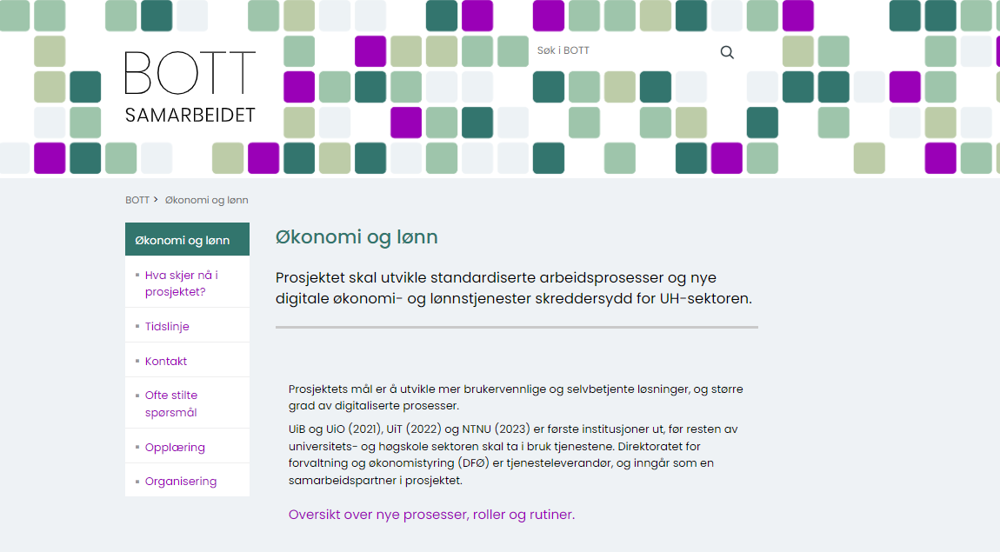 BOTT
SAMARBEIDET
Søk i BOTT
BOTT > Økonomi og lønn
Økonomi og lønn
Hva skjer nå i
prosjektet?
Tidslinje
Kontakt
Ofte stilte
spørsmål
Opplæring
Organisering
Økonomi og lønn
Prosjektet skal utvikle standardiserte arbeidsprosesser og nye
digitale økonomi- og lønnstjenester skreddersydd for UH-sektoren.
Prosjektets mål er å utvikle mer brukervennlige og selvbetjente løsninger, og større
grad av digitaliserte prosesser.
UiB og UiO (2021), UiT (2022) og NTNU (2023) er første institusjoner ut, før resten av
universitets- og høgskole sektoren skal ta i bruk tjenestene. Direktoratet for
forvaltning og økonomistyring (DFØ) er tjenesteleverandør, og inngår som en
samarbeidspartner i prosjektet.
Oversikt over nye prosesser, roller og rutiner.